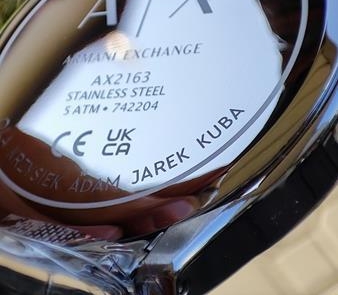 A|X
ARMANI EXCHANGE
AX2163
STAINLESS STEEL
5 ATM • 742204
CE UK
CA
ADAM JAREK KUBA